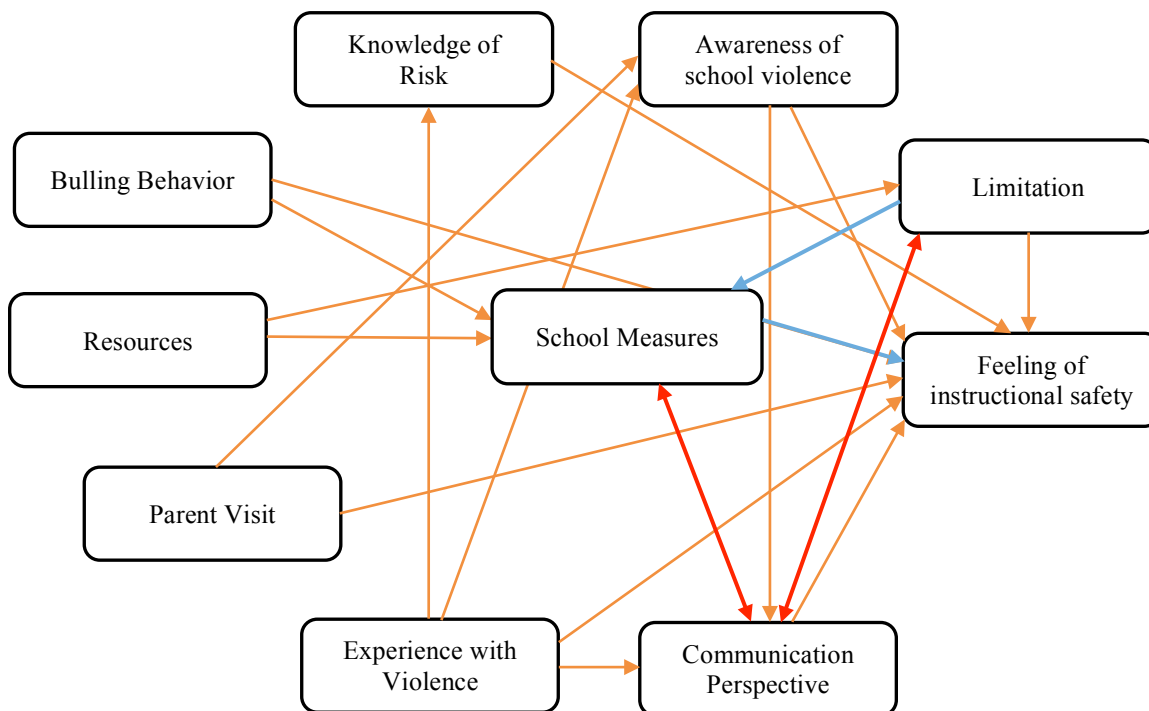 Knowledge of
Risk
Awareness of
school violence
Bulling Behavior
Limitation
Resources
School Measures
Feeling of
instructional safety
Parent Visit
Experience with
Violence
Communication
Perspective